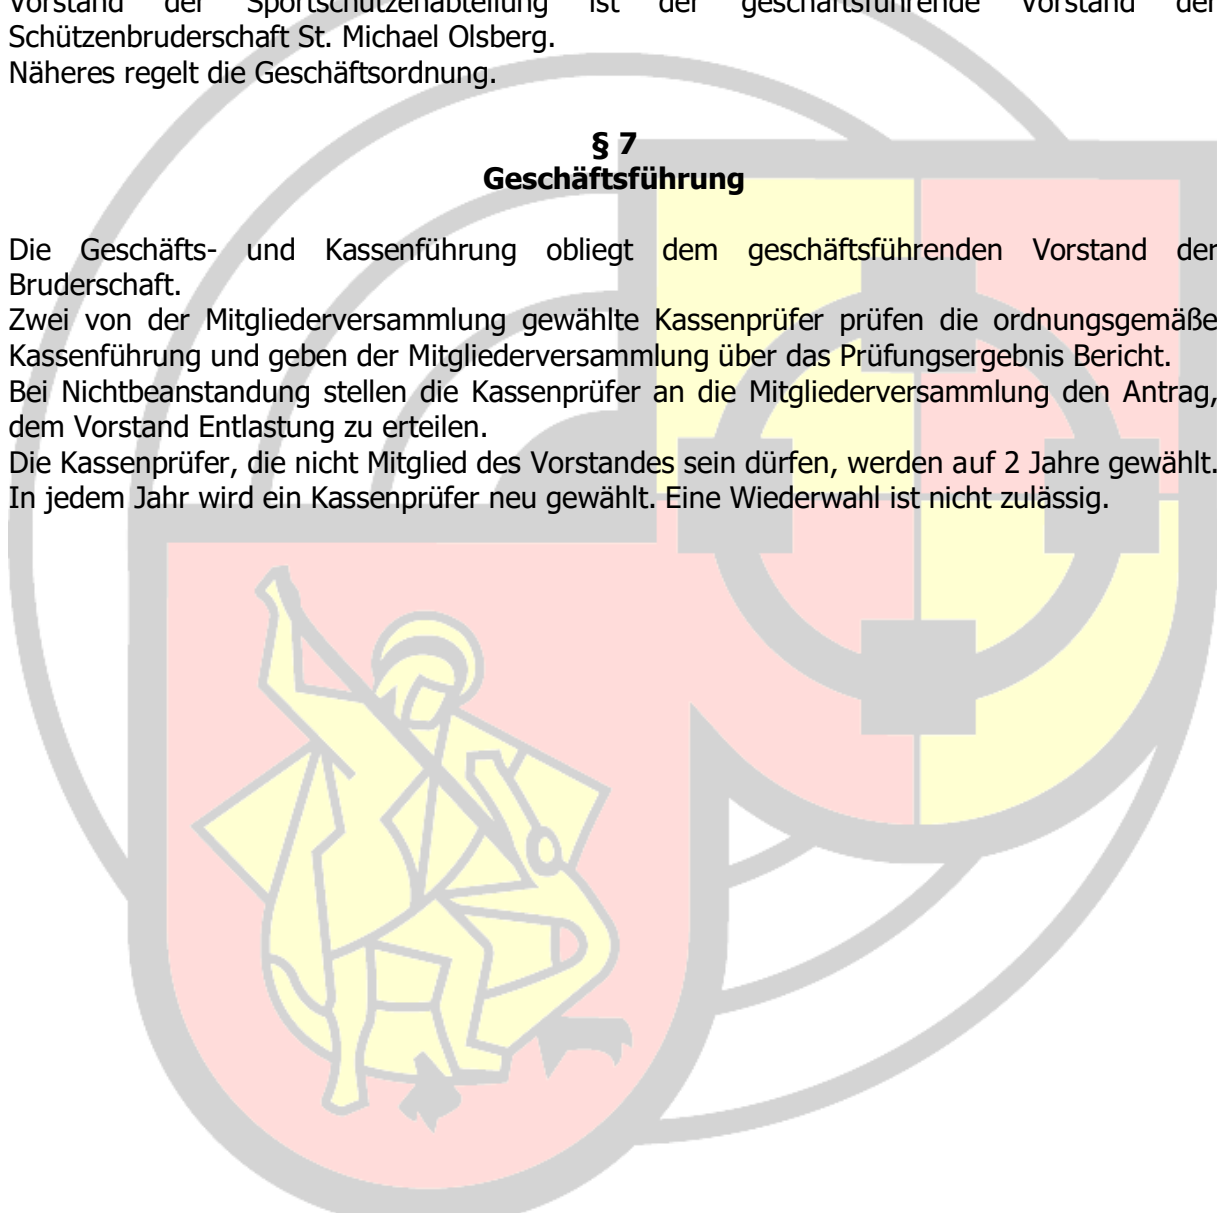 Vorstand der Sportschützenabteilung ist der geschäftsführende Vorstand der
Schützenbruderschaft St. Michael Olsberg.
Näheres regelt die Geschäftsordnung.
§ 7
Geschäftsführung
Die Geschäfts- und Kassenführung obliegt dem geschäftsführenden Vorstand der
Bruderschaft.
Zwei von der Mitgliederversammlung gewählte Kassenprüfer prüfen die ordnungsgemäße
Kassenführung und geben der Mitgliederversammlung über das Prüfungsergebnis Bericht.
Bei Nichtbeanstandung stellen die Kassenprüfer an die Mitgliederversammlung den Antrag,
dem Vorstand Entlastung zu erteilen.
Die Kassenprüfer, die nicht Mitglied des Vorstandes sein dürfen, werden auf 2 Jahre gewählt.
In jedem Jahr wird ein Kassenprüfer neu gewählt. Eine Wiederwahl ist nicht zulässig.